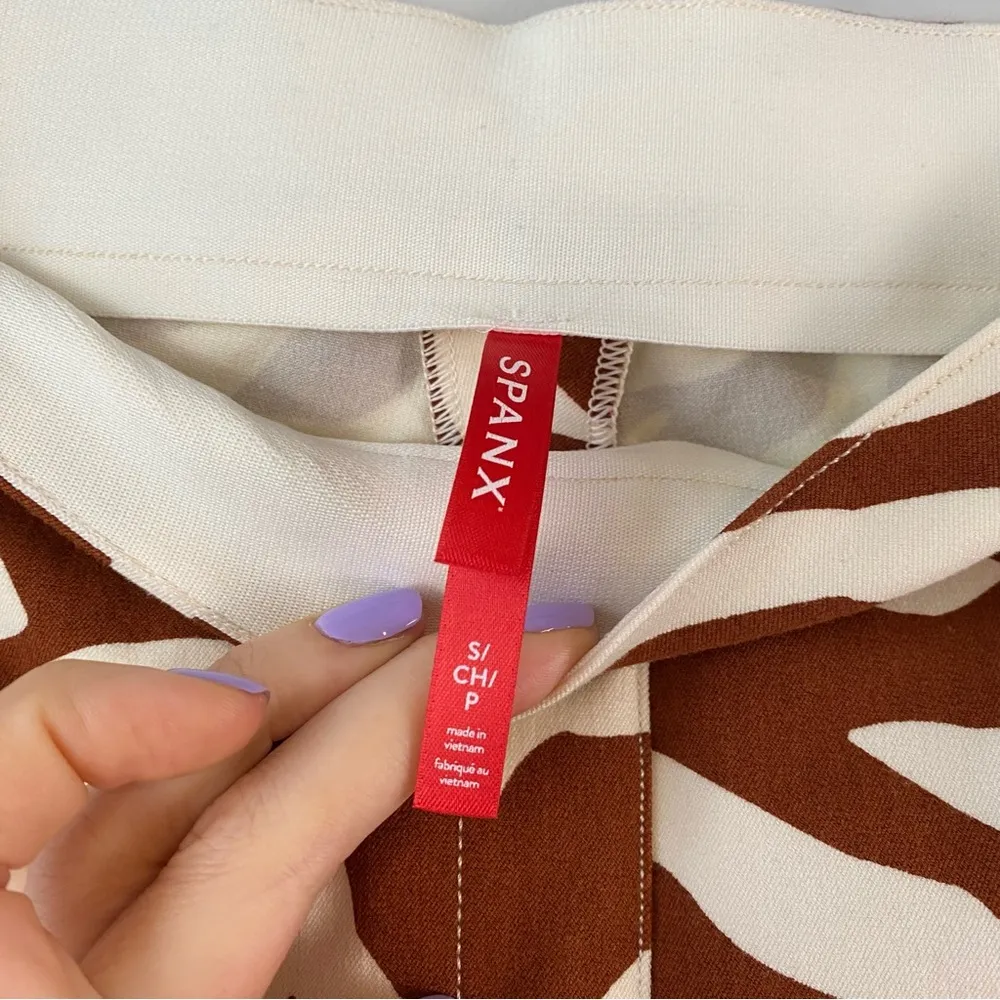 SPANX
S/
CH/
P
made in
vietnam
fabriqué au
vietnam